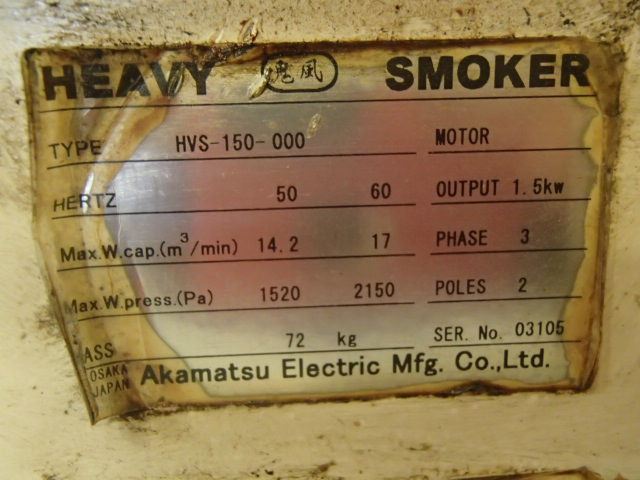 HEAVY 鬼風 SMOKER
TYPE HVS-150-000 MOTOR
HERTZ 50 60 OUTPUT 1.5kw
Max.W.cap.(m³/min) 14.2 17 PHASE 3
Max.W.press.(Pa) 1520 2150 POLES 2
ASS 72 kg SER. No. 03105
OSAKA JAPAN Akamatsu Electric Mfg. Co.,Ltd.